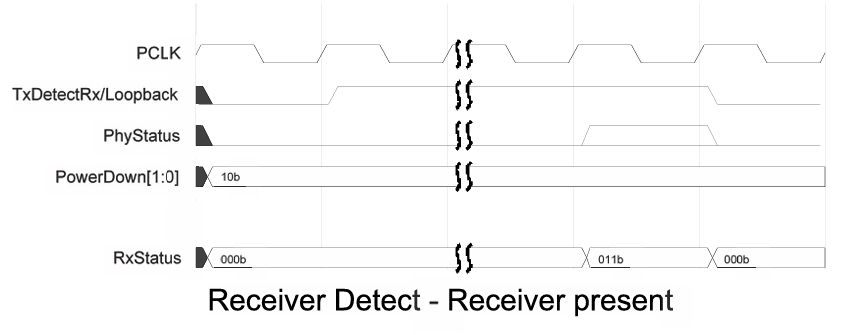 PCLK
TxDetectRx/Loopback
PhyStatus
PowerDown[1:0] 10b
RxStatus 000b 011b 000b
Receiver Detect - Receiver present